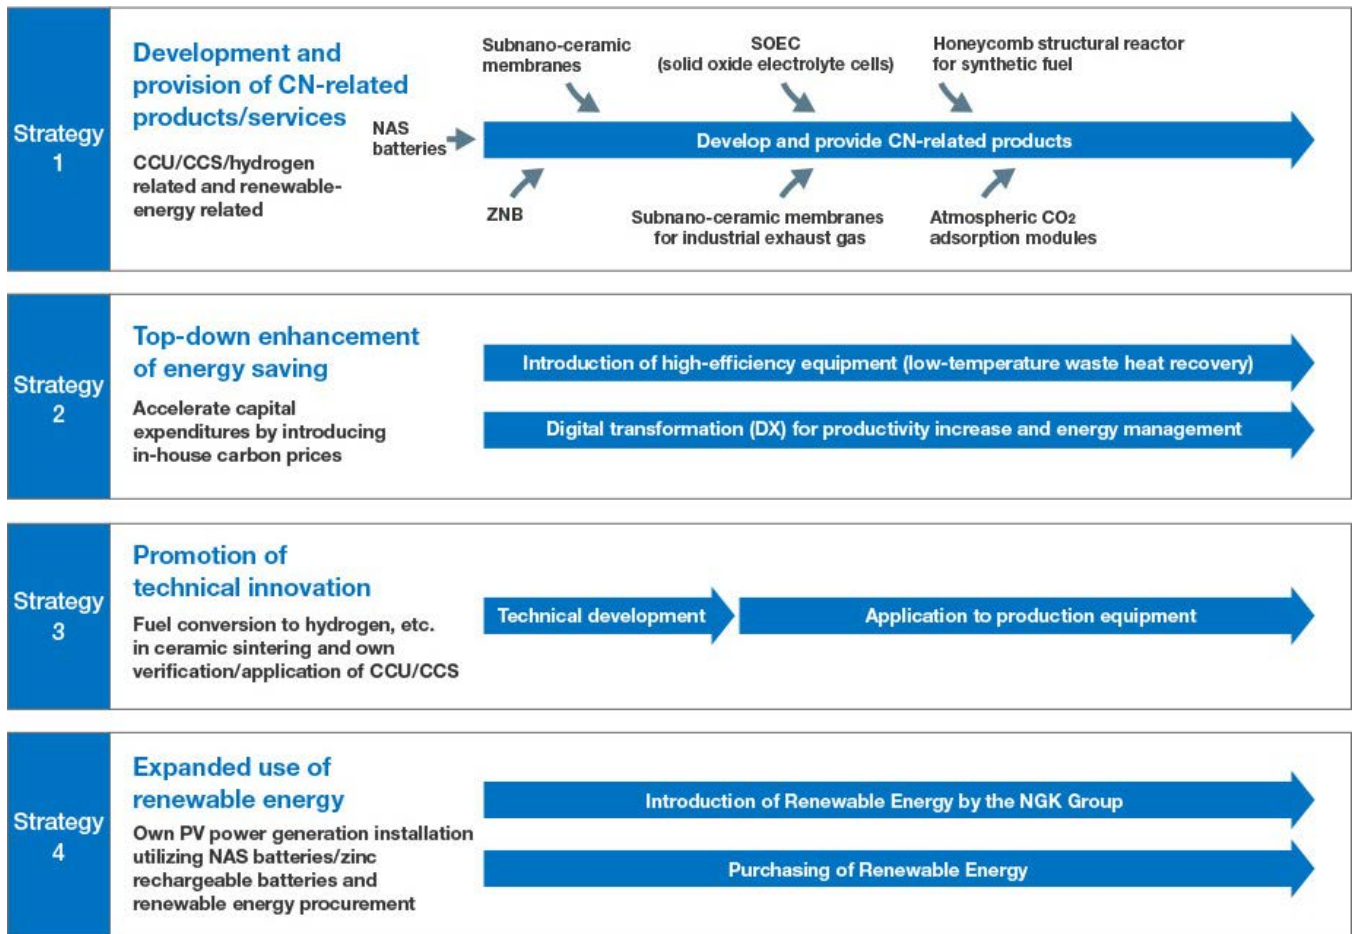 Strategy
1
Development and
provision of CN-related
products/services
CCU/CCS/hydrogen
related and renewable-
energy related
NAS
batteries
Subnano-ceramic
membranes
SOEC
(solid oxide electrolyte cells)
Honeycomb structural reactor
for synthetic fuel
Develop and provide CN-related products
ZNB
Subnano-ceramic membranes
for industrial exhaust gas
Atmospheric CO2
adsorption modules
Strategy
2
Top-down enhancement
of energy saving
Accelerate capital
expenditures by introducing
in-house carbon prices
Introduction of high-efficiency equipment (low-temperature waste heat recovery)
Digital transformation (DX) for productivity increase and energy management
Strategy
3
Promotion of
technical innovation
Fuel conversion to hydrogen, etc.
in ceramic sintering and own
verification/application of CCU/CCS
Technical development
Application to production equipment
Strategy
4
Expanded use of
renewable energy
Own PV power generation installation
utilizing NAS batteries/zinc
rechargeable batteries and
renewable energy procurement
Introduction of Renewable Energy by the NGK Group
Purchasing of Renewable Energy